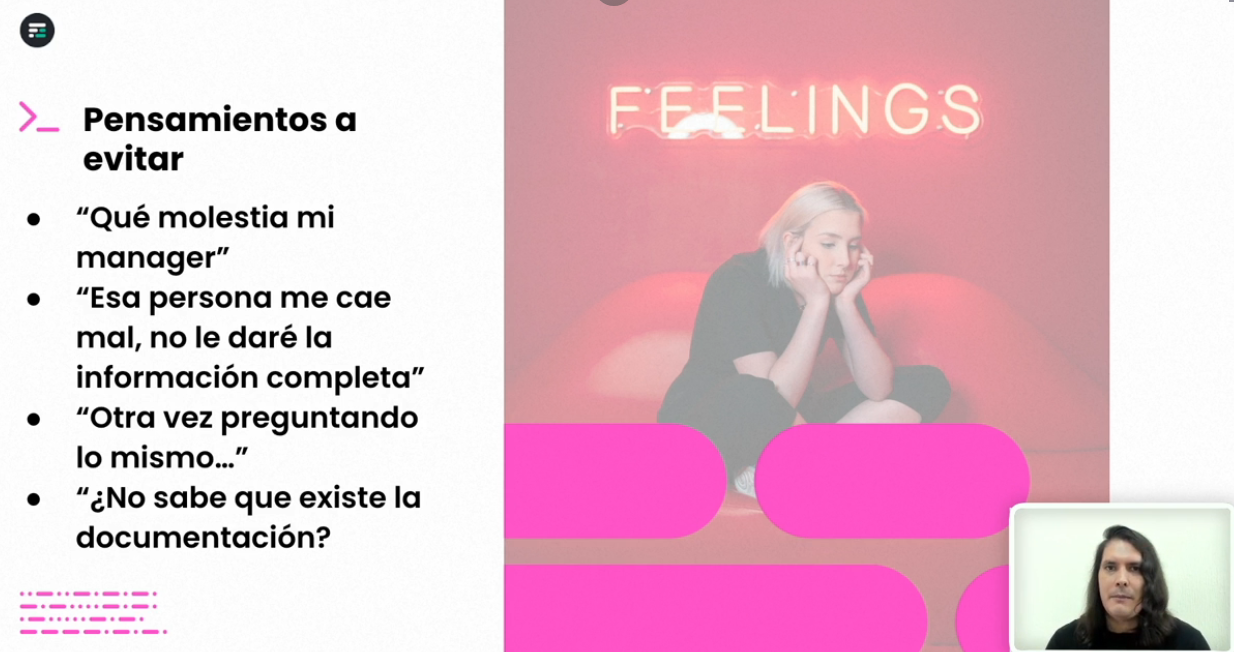 FEELINGS
Pensamientos a
evitar
● “Qué molestia mi
manager”
● “Esa persona me cae
mal, no le daré la
información completa”
● “Otra vez preguntando
lo mismo...”
● “¿No sabe que existe la
documentación?